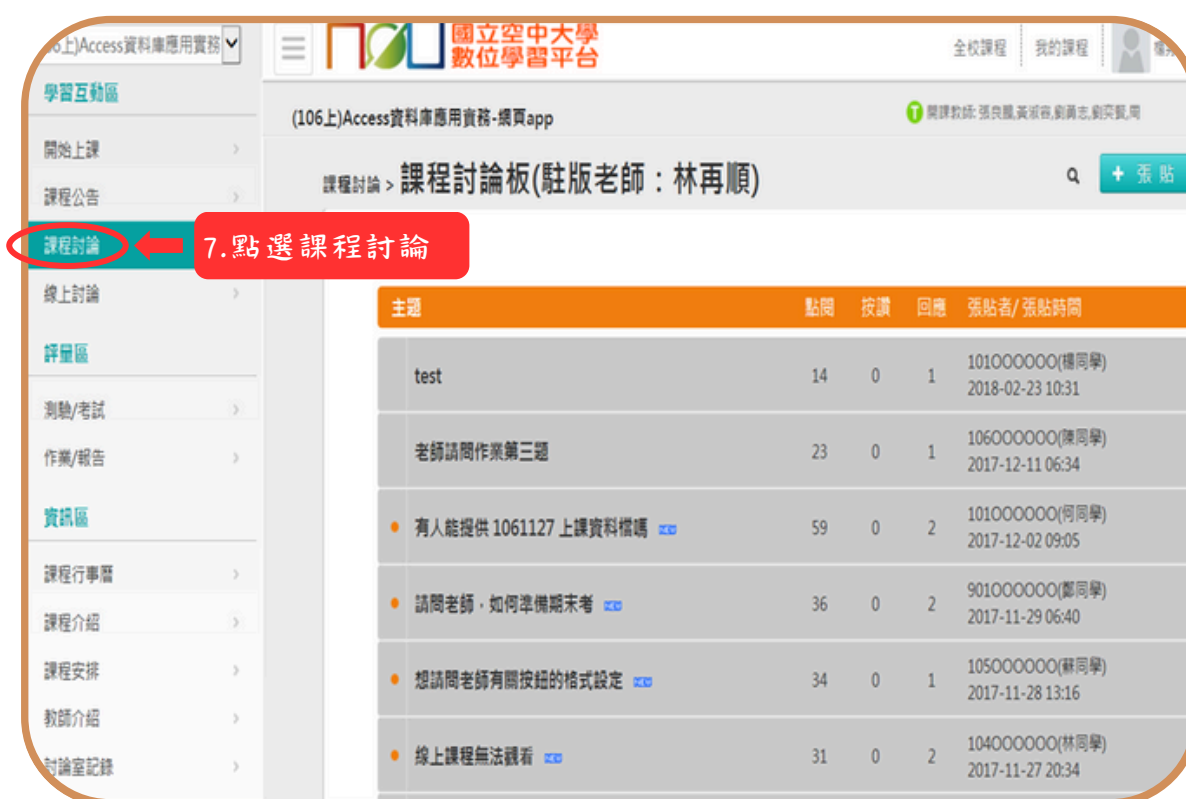 上)Access資料庫應用實務
國立空中大學
數位學習平台
全校課程 我的課程
學習互動區
(106上)Access資料庫應用實務-網頁app
T 開課教師: 張良龍,黃淑容,劉勇志,劉奕賢,周
開始上課
課程公告
課程討論
線上討論
評量區
測驗/考試
作業/報告
資訊區
課程行事曆
課程介紹
課程安排
教師介紹
討論室記錄
7.點選課程討論
課程討論 > 課程討論板(駐版老師：林再順)
+ 張貼
主題 點閱 按讚 回應 張貼者/ 張貼時間
test 14 0 1 101OOOOOO(楊同學)
2018-02-23 10:31
老師請問作業第三題 23 0 1 106OOOOOO(陳同學)
2017-12-11 06:34
有人能提供 1061127 上課資料檔嗎 NEW 59 0 2 101OOOOOO(何同學)
2017-12-02 09:05
請問老師，如何準備期末考 NEW 36 0 2 901OOOOOO(鄭同學)
2017-11-29 06:40
想請問老師有關按鈕的格式設定 NEW 34 0 1 105OOOOOO(蘇同學)
2017-11-28 13:16
線上課程無法觀看 NEW 31 0 2 104OOOOOO(林同學)
2017-11-27 20:34